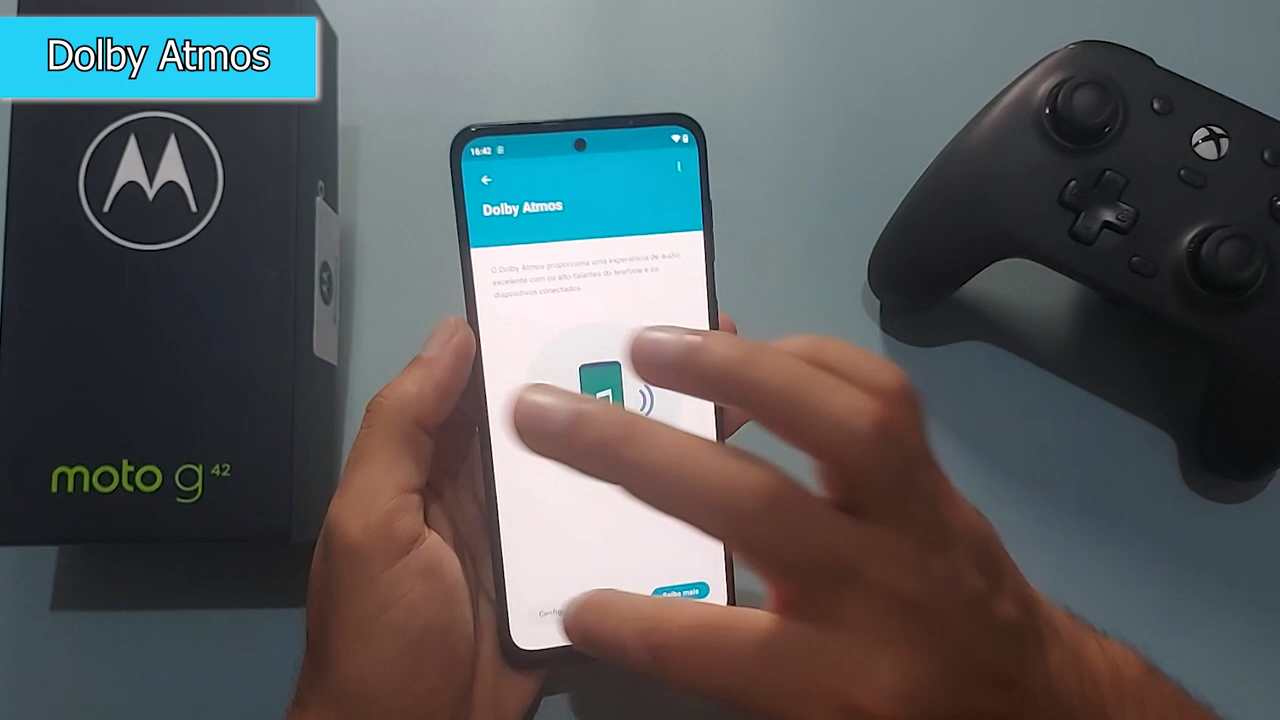 Dolby Atmos
moto g 42
16:42
Dolby Atmos
O Dolby Atmos proporciona uma experiência de áudio
excelente com os alto-falantes do telefone e os
dispositivos conectados
Saiba mais